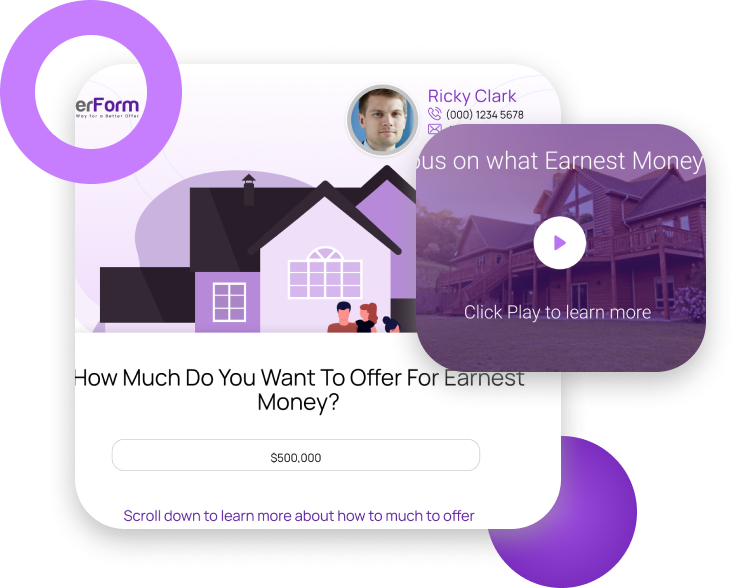 erForm
Way for a Better Offer
Ricky Clark
(000) 1234 5678
ous on what Earnest Money
Click Play to learn more
How Much Do You Want To Offer For Earnest
Money?
$500,000
Scroll down to learn more about how to much to offer